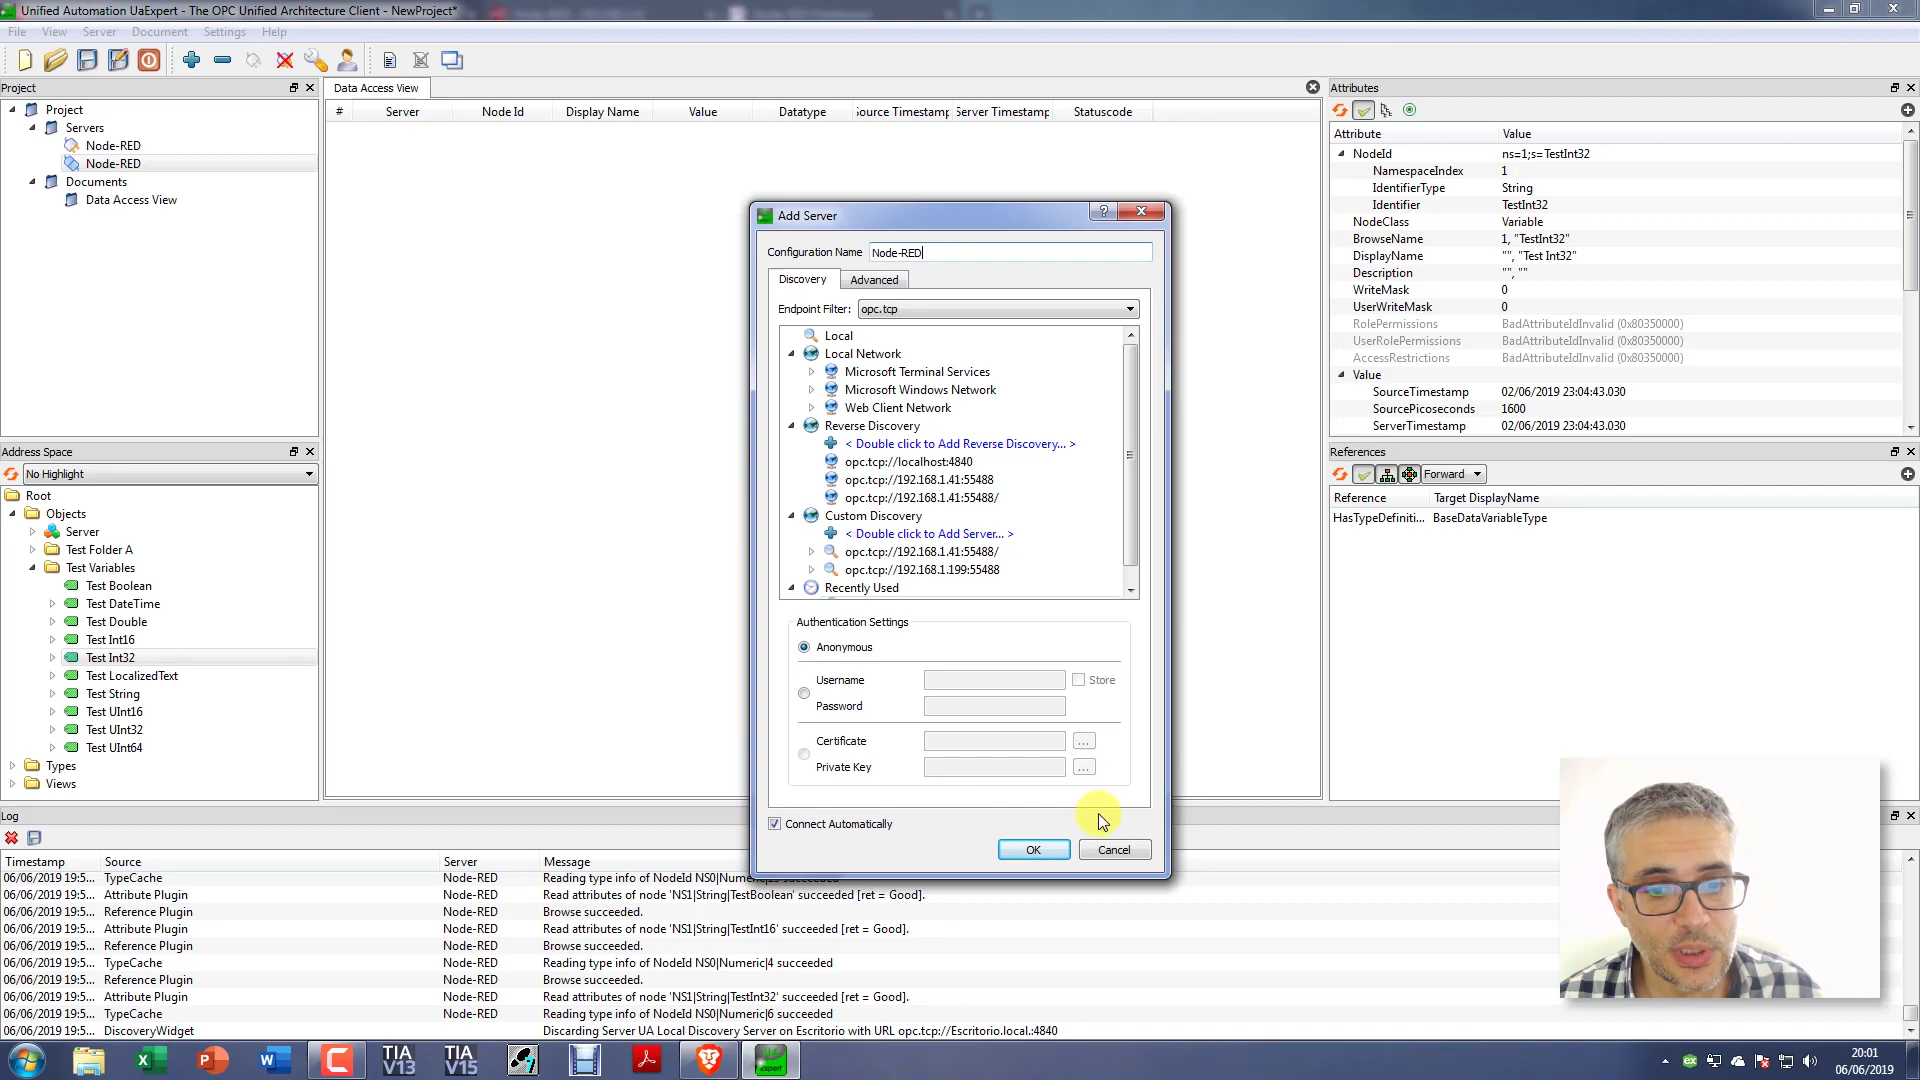 Unified Automation UaExpert - The OPC Unified Architecture Client - NewProject*
File View Server Document Settings Help
Project
Project
Servers
Node-RED
Node-RED
Documents
Data Access View
Data Access View
# Server Node Id Display Name Value Datatype Source Timestamp Server Timestamp Statuscode
Attributes
Attribute Value
NodeId ns=1;s=TestInt32
NamespaceIndex 1
IdentifierType String
Identifier TestInt32
NodeClass Variable
BrowseName 1, "TestInt32"
DisplayName "", "Test Int32"
Description "", ""
WriteMask 0
UserWriteMask 0
RolePermissions BadAttributeIdInvalid (0x80350000)
UserRolePermissions BadAttributeIdInvalid (0x80350000)
AccessRestrictions BadAttributeIdInvalid (0x80350000)
Value
SourceTimestamp 02/06/2019 23:04:43.030
SourcePicoseconds 1600
ServerTimestamp 02/06/2019 23:04:43.030
Add Server
Configuration Name Node-RED
Discovery Advanced
Endpoint Filter: opc.tcp
Local
Local Network
Microsoft Terminal Services
Microsoft Windows Network
Web Client Network
Reverse Discovery
< Double click to Add Reverse Discovery... >
opc.tcp://localhost:4840
opc.tcp://192.168.1.41:55488
opc.tcp://192.168.1.41:55488/
Custom Discovery
< Double click to Add Server... >
opc.tcp://192.168.1.41:55488/
opc.tcp://192.168.1.199:55488
Recently Used
Authentication Settings
Anonymous
Username Store
Password
Certificate ...
Private Key ...
Connect Automatically
OK Cancel
Address Space
No Highlight
Root
Objects
Server
Test Folder A
Test Variables
Test Boolean
Test DateTime
Test Double
Test Int16
Test Int32
Test LocalizedText
Test String
Test UInt16
Test UInt32
Test UInt64
Types
Views
References
Forward
Reference Target DisplayName
HasTypeDefiniti... BaseDataVariableType
Log
Timestamp Source Server Message
06/06/2019 19:5... TypeCache Node-RED Reading type info of NodeId NS0|Numeric
06/06/2019 19:5... Attribute Plugin Node-RED Read attributes of node 'NS1|String|TestBoolean' succeeded [ret = Good].
06/06/2019 19:5... Reference Plugin Node-RED Browse succeeded.
06/06/2019 19:5... Attribute Plugin Node-RED Read attributes of node 'NS1|String|TestInt16' succeeded [ret = Good].
06/06/2019 19:5... Reference Plugin Node-RED Browse succeeded.
06/06/2019 19:5... TypeCache Node-RED Reading type info of NodeId NS0|Numeric|4 succeeded
06/06/2019 19:5... Reference Plugin Node-RED Browse succeeded.
06/06/2019 19:5... Attribute Plugin Node-RED Read attributes of node 'NS1|String|TestInt32' succeeded [ret = Good].
06/06/2019 19:5... TypeCache Node-RED Reading type info of NodeId NS0|Numeric|6 succeeded
06/06/2019 19:5... DiscoveryWidget Discarding Server UA Local Discovery Server on Escritorio with URL opc.tcp://Escritorio.local.:4840
TIA V13
TIA V15
20:01
06/06/2019